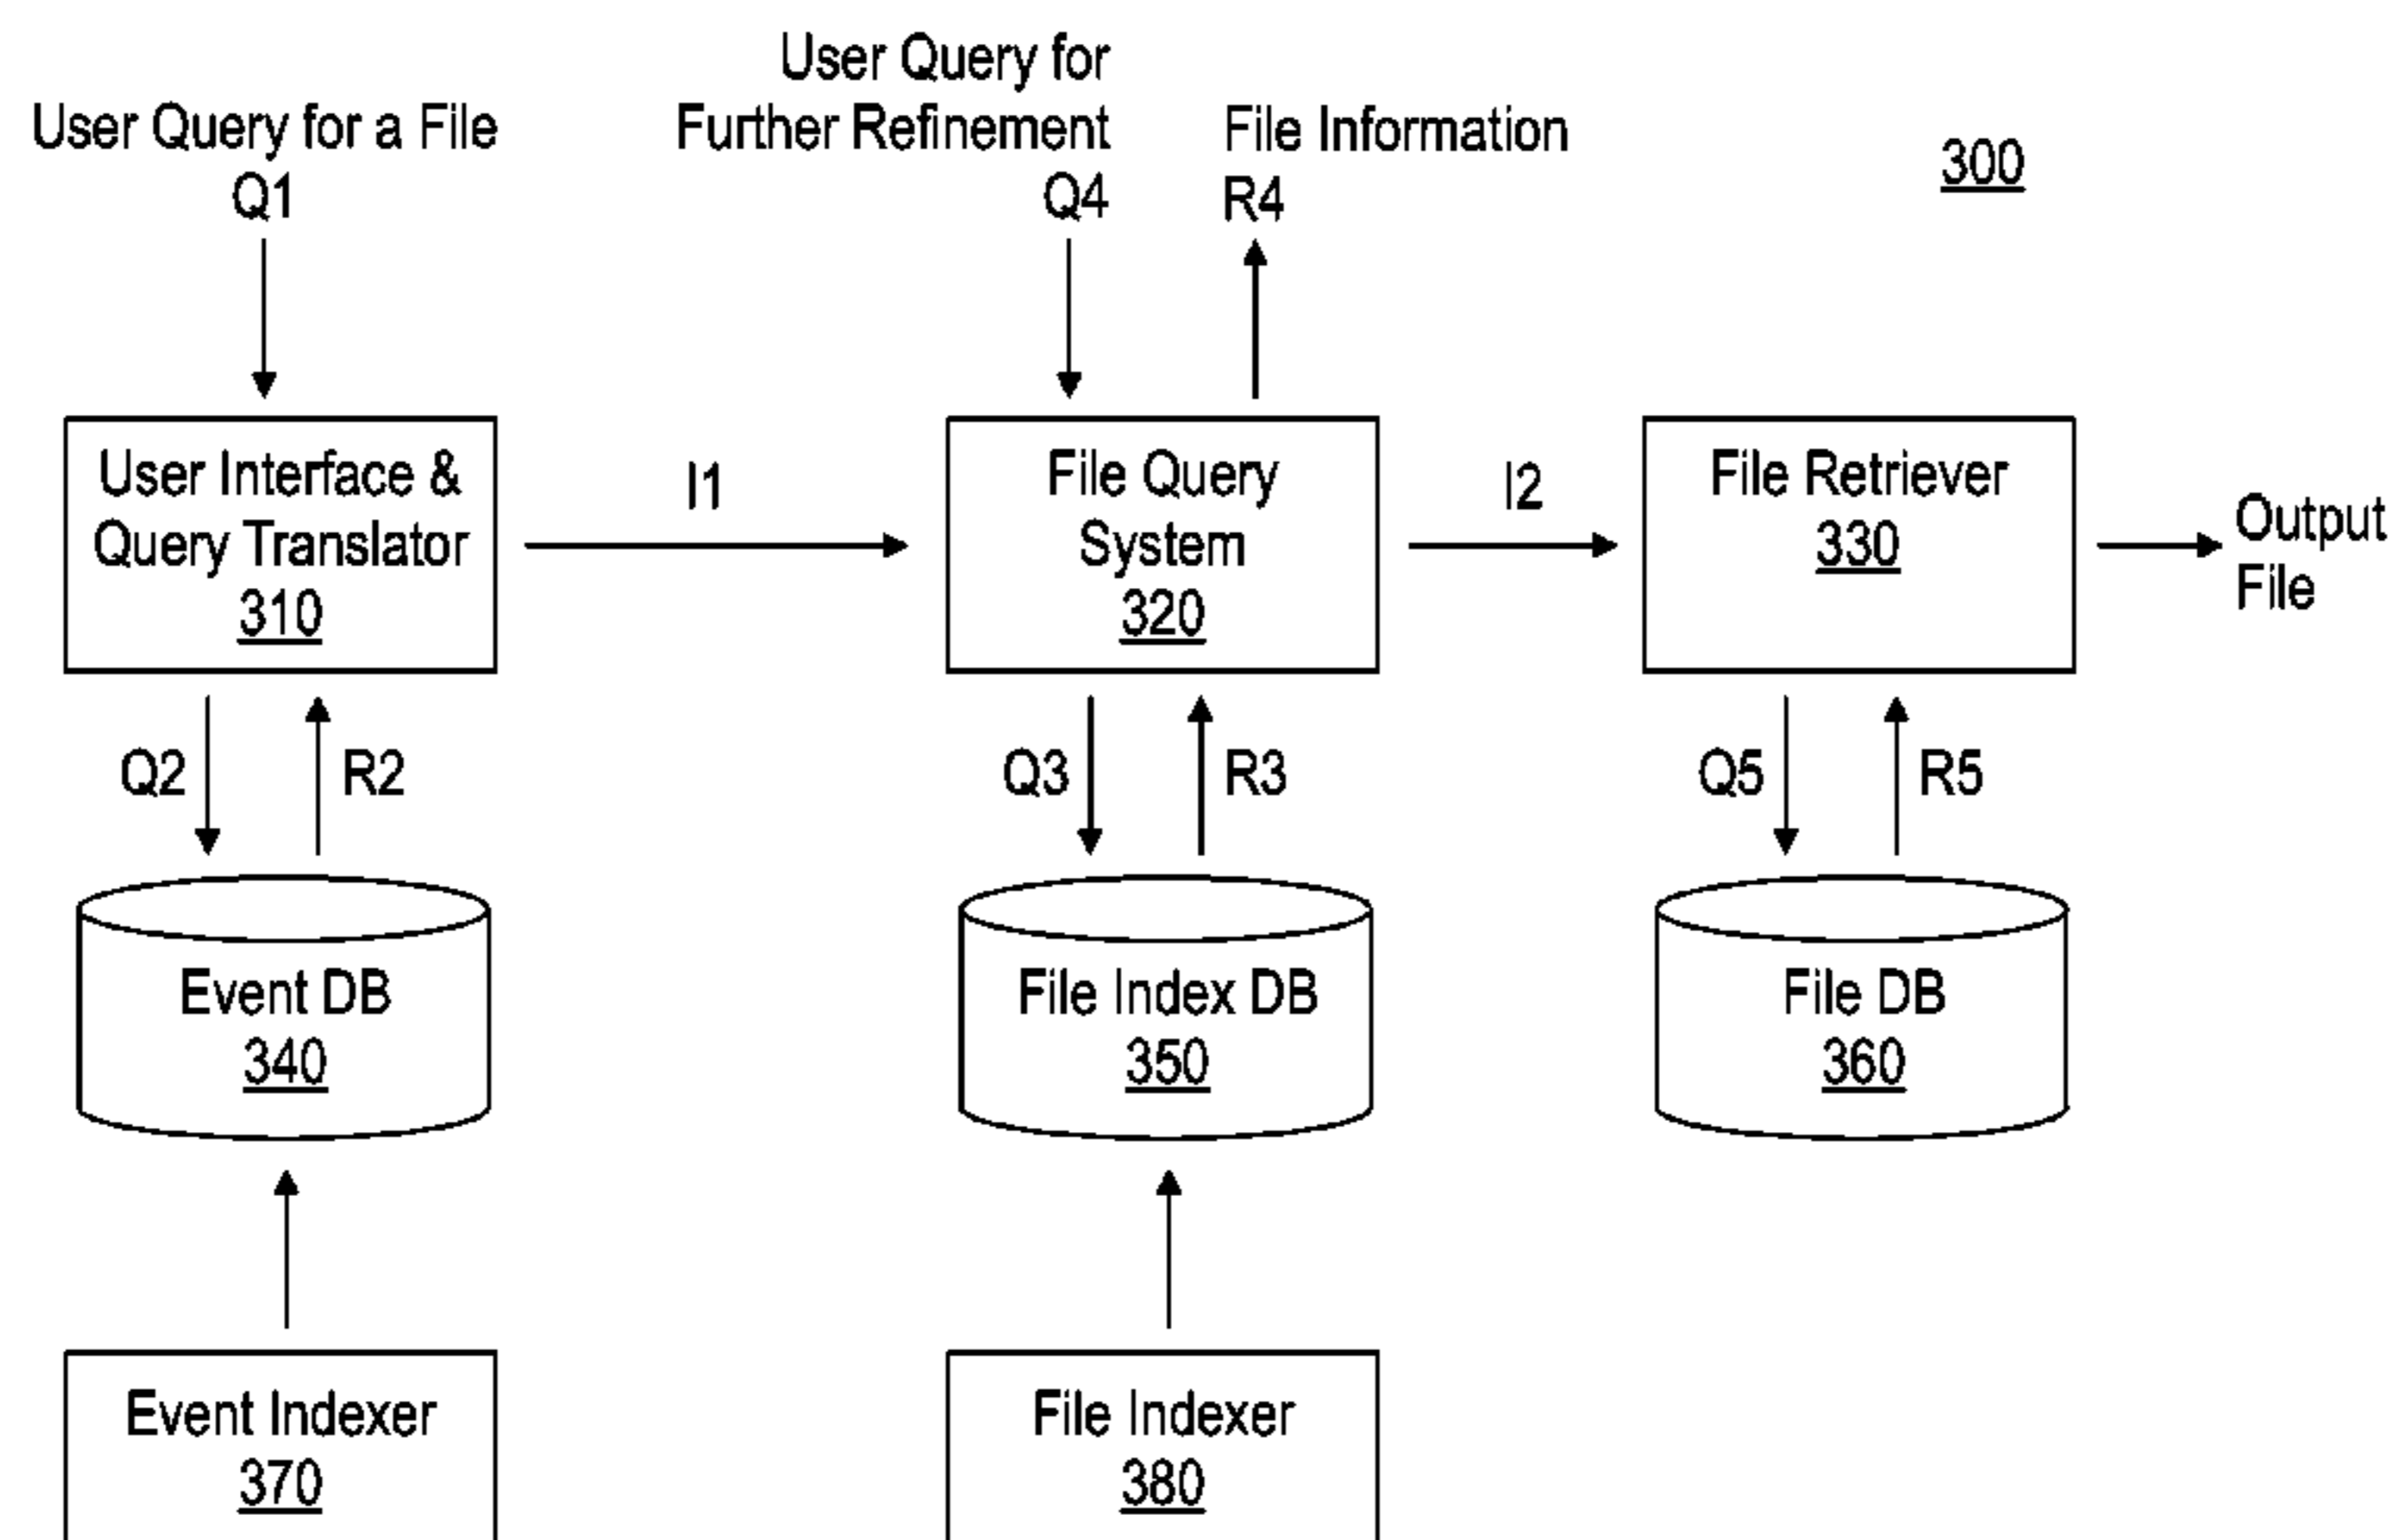 User Query for a File
Q1
User Query for
Further Refinement
Q4
File Information
R4
300
User Interface &
Query Translator
310
I1
File Query
System
320
I2
File Retriever
330
Output
File
Q2
R2
Q3
R3
Q5
R5
Event DB
340
File Index DB
350
File DB
360
Event Indexer
370
File Indexer
380